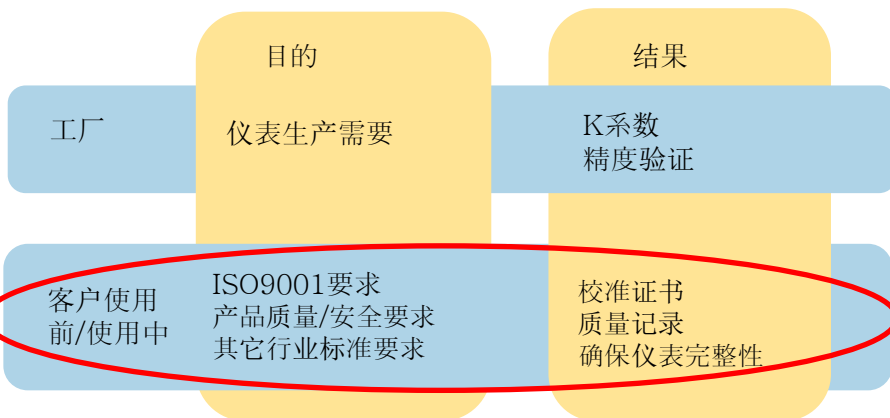 目的
结果
工厂
仪表生产需要
K系数
精度验证
客户使用
前/使用中
ISO9001要求
产品质量/安全要求
其它行业标准要求
校准证书
质量记录
确保仪表完整性